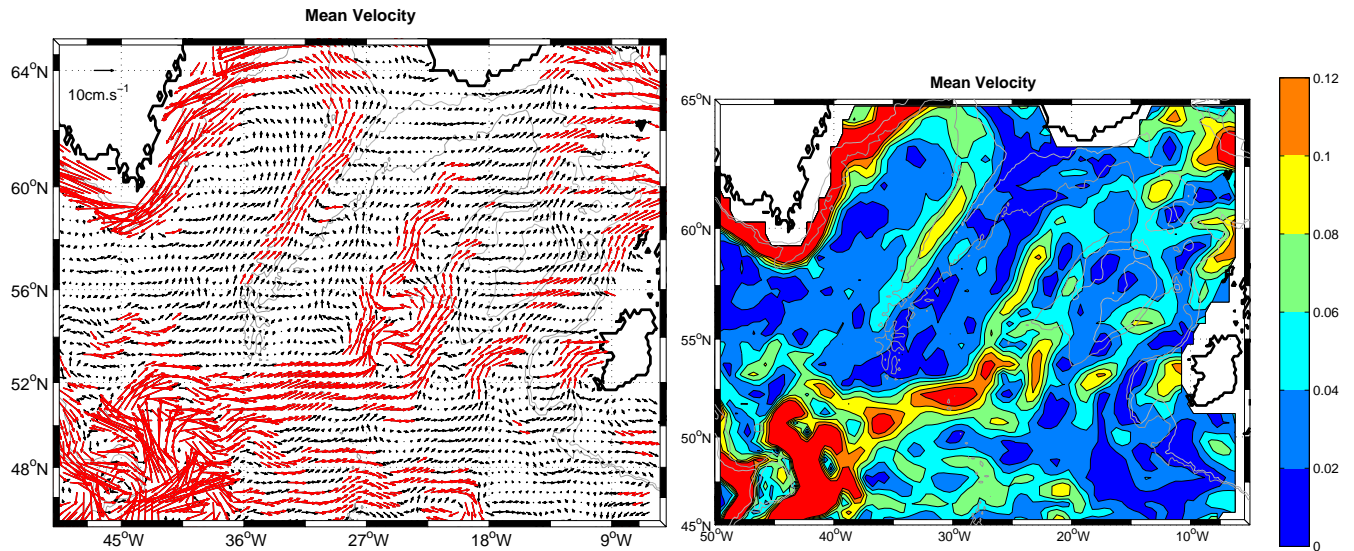 Mean Velocity
64°N
60°N
56°N
52°N
48°N
10cm.s⁻¹
45°W
36°W
27°W
18°W
9°W
Mean Velocity
65°N
60°N
55°N
50°N
45°N
50°W
40°W
30°W
20°W
10°W
0.12
0.1
0.08
0.06
0.04
0.02
0